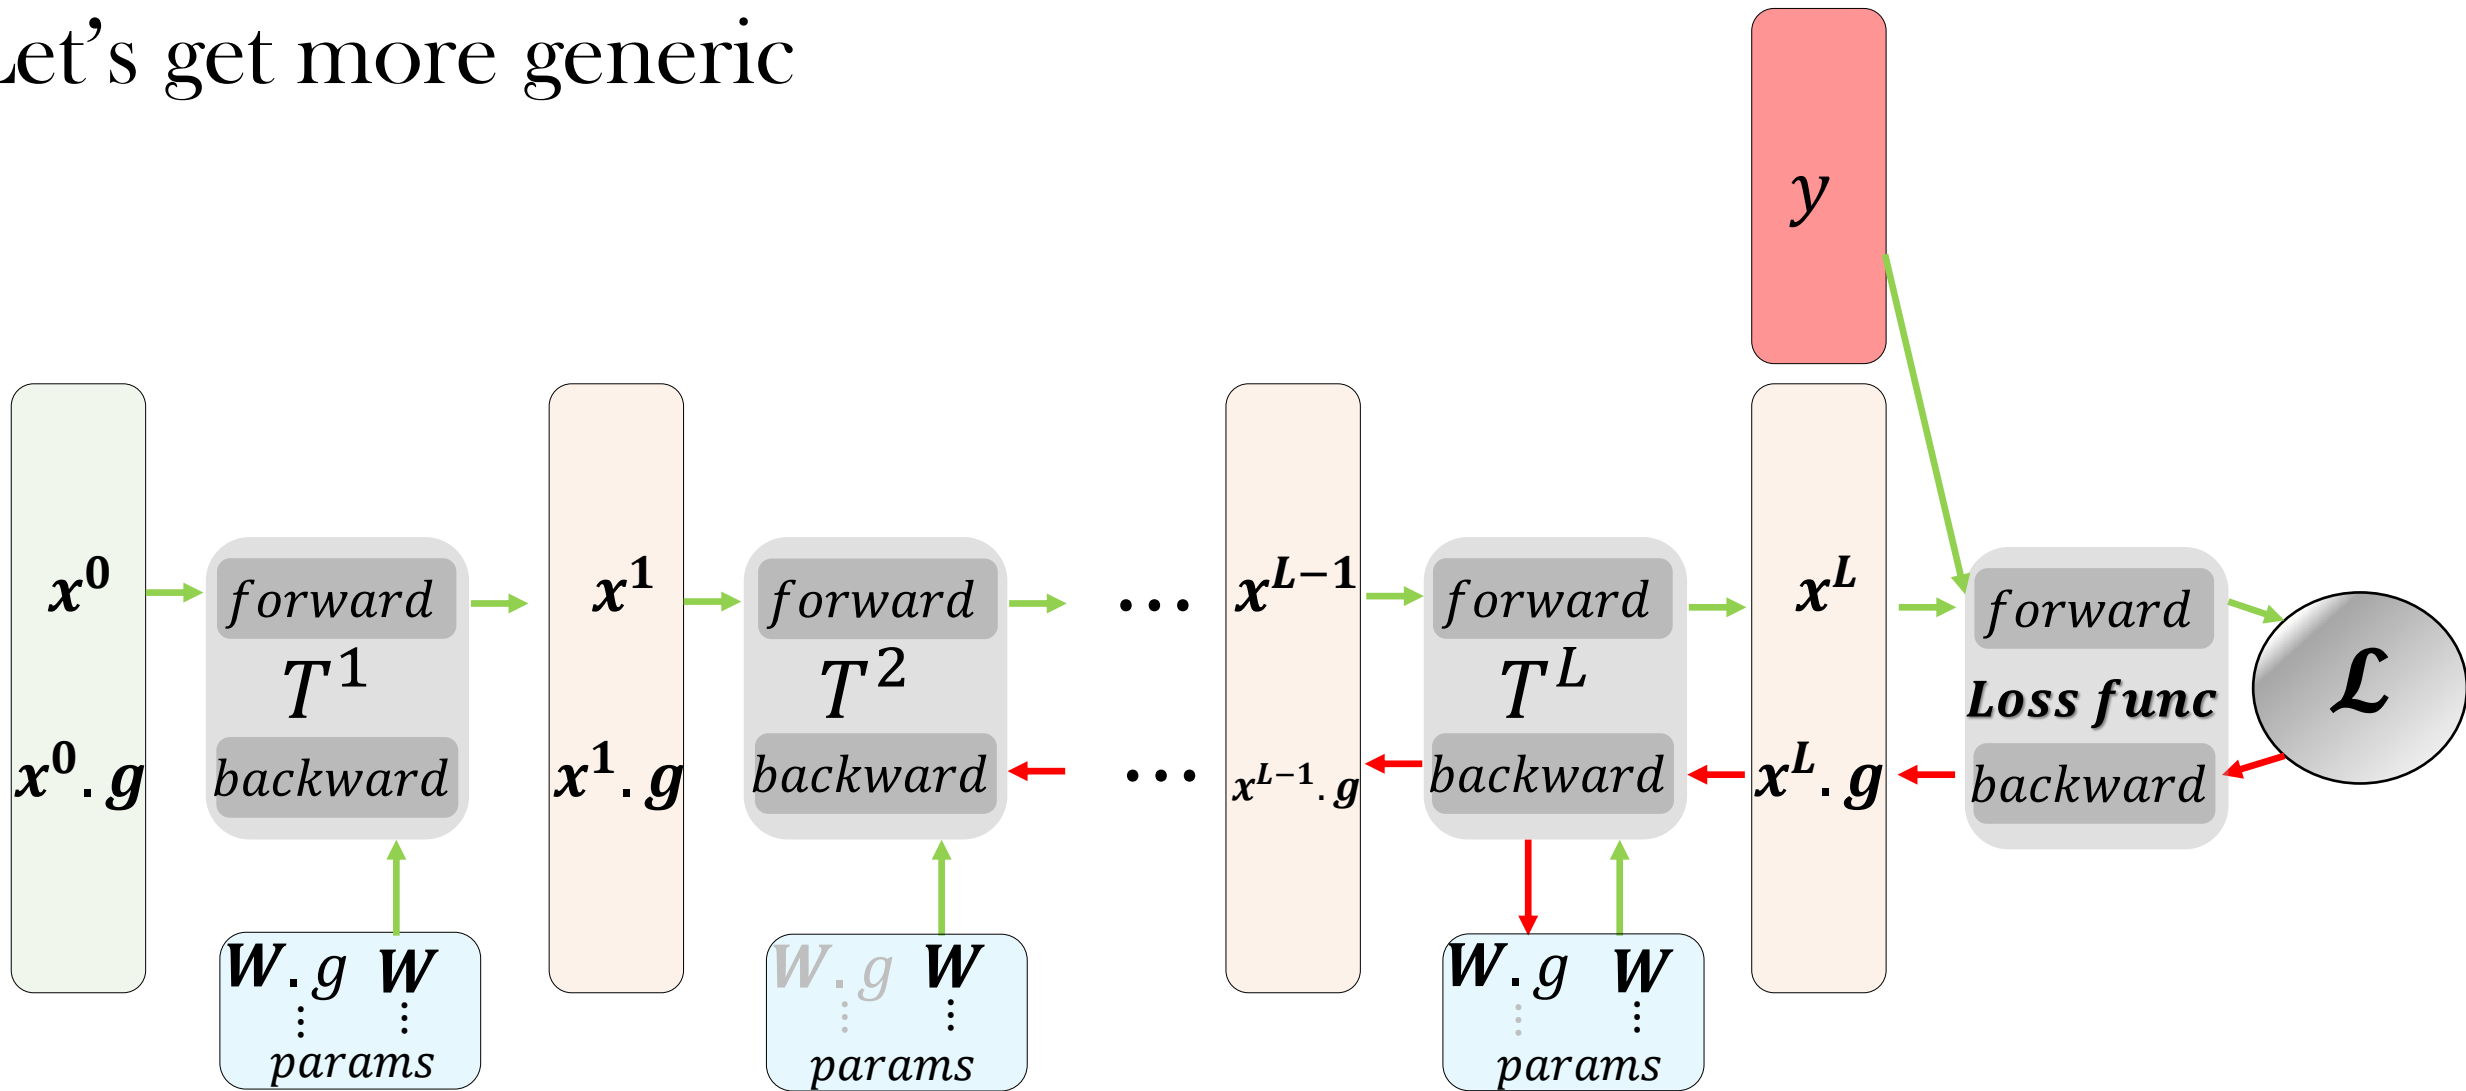 Let's get more generic
y
x⁰ forward x¹ forward ... x^{L-1} forward x^L forward
T¹ T² T^L Loss func ℒ
x⁰.g backward x¹.g backward ... x^{L-1}.g backward x^L.g backward
W.g W W.g W W.g W
⋮ ⋮ ⋮ ⋮ ⋮ ⋮
params params params